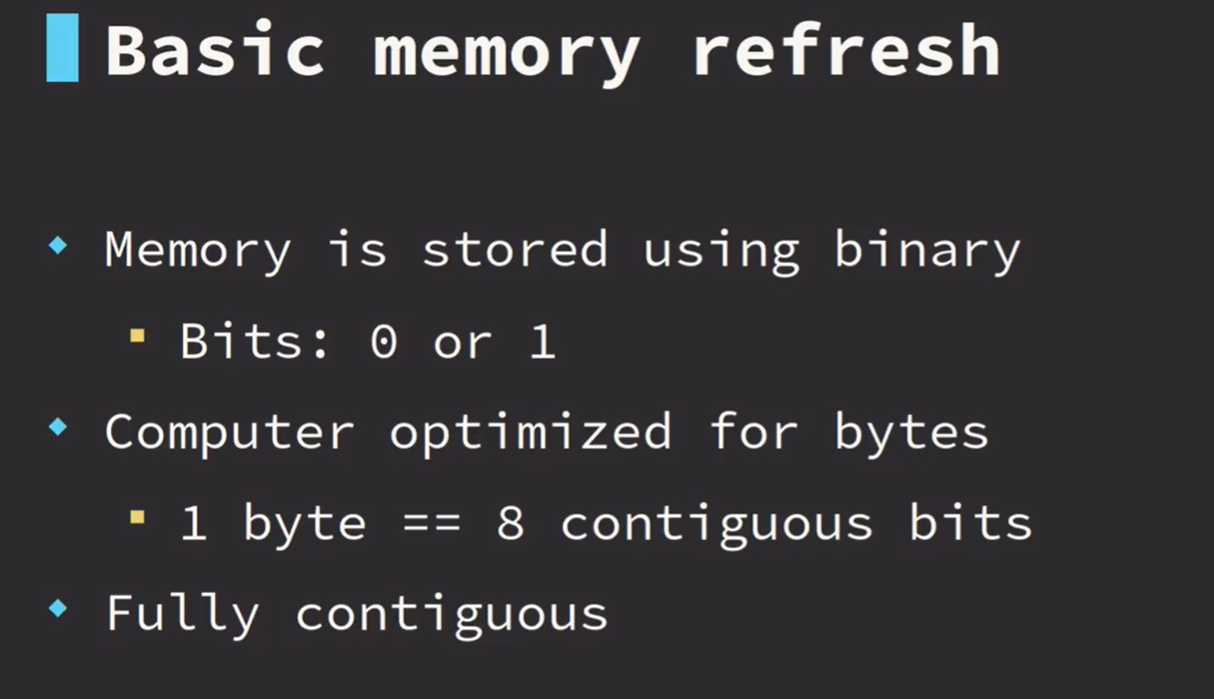 Basic memory refresh
Memory is stored using binary
Bits: 0 or 1
Computer optimized for bytes
1 byte == 8 contiguous bits
Fully contiguous